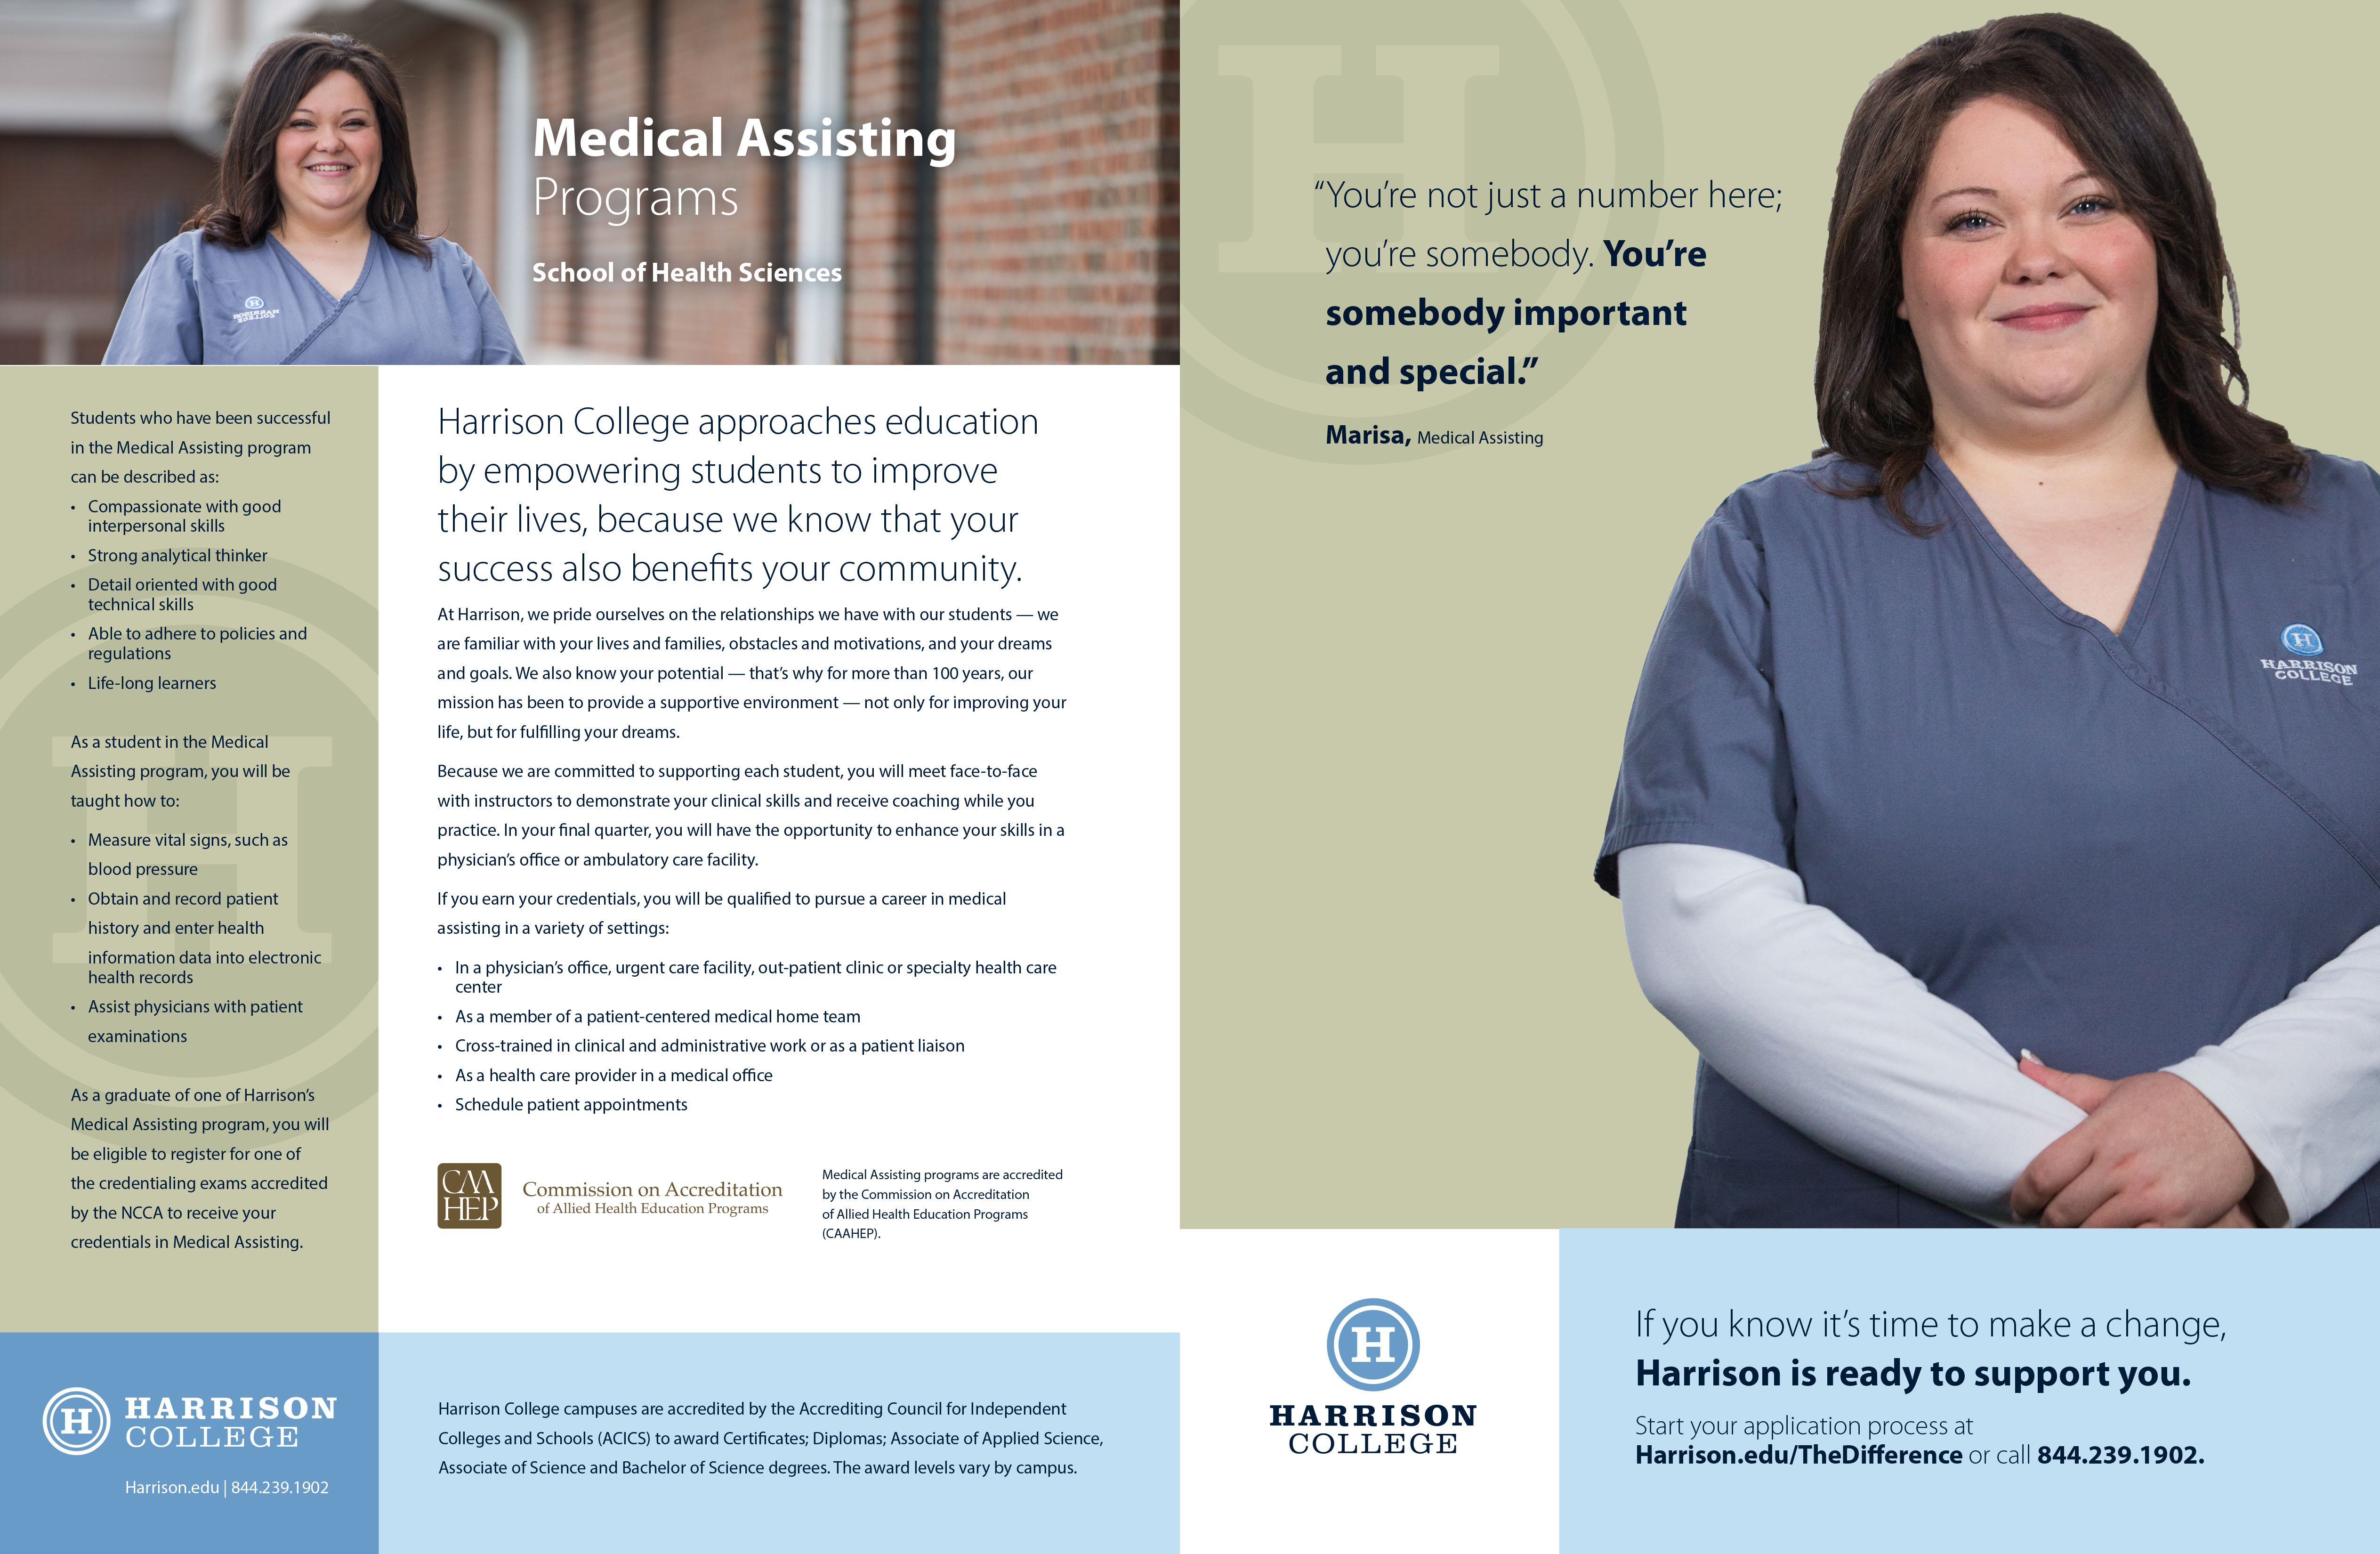 Medical Assisting
Programs
School of Health Sciences
HARRISON
COLLEGE
Students who have been successful
in the Medical Assisting program
can be described as:
• Compassionate with good
interpersonal skills
• Strong analytical thinker
• Detail oriented with good
technical skills
• Able to adhere to policies and
regulations
• Life-long learners
As a student in the Medical
Assisting program, you will be
taught how to:
• Measure vital signs, such as
blood pressure
• Obtain and record patient
history and enter health
information data into electronic
health records
• Assist physicians with patient
examinations
As a graduate of one of Harrison’s
Medical Assisting program, you will
be eligible to register for one of
the credentialing exams accredited
by the NCCA to receive your
credentials in Medical Assisting.
Harrison College approaches education
by empowering students to improve
their lives, because we know that your
success also benefits your community.
At Harrison, we pride ourselves on the relationships we have with our students — we
are familiar with your lives and families, obstacles and motivations, and your dreams
and goals. We also know your potential — that’s why for more than 100 years, our
mission has been to provide a supportive environment — not only for improving your
life, but for fulfilling your dreams.
Because we are committed to supporting each student, you will meet face-to-face
with instructors to demonstrate your clinical skills and receive coaching while you
practice. In your final quarter, you will have the opportunity to enhance your skills in a
physician’s office or ambulatory care facility.
If you earn your credentials, you will be qualified to pursue a career in medical
assisting in a variety of settings:
• In a physician’s office, urgent care facility, out-patient clinic or specialty health care
center
• As a member of a patient-centered medical home team
• Cross-trained in clinical and administrative work or as a patient liaison
• As a health care provider in a medical office
• Schedule patient appointments
CAA
HEP
Commission on Accreditation
of Allied Health Education Programs
Medical Assisting programs are accredited
by the Commission on Accreditation
of Allied Health Education Programs
(CAAHEP).
H
HARRISON
COLLEGE
Harrison.edu | 844.239.1902
Harrison College campuses are accredited by the Accrediting Council for Independent
Colleges and Schools (ACICS) to award Certificates; Diplomas; Associate of Applied Science,
Associate of Science and Bachelor of Science degrees. The award levels vary by campus.
H
“You’re not just a number here;
you’re somebody. You’re
somebody important
and special.”
Marisa, Medical Assisting
H
HARRISON
COLLEGE
H
HARRISON
COLLEGE
If you know it’s time to make a change,
Harrison is ready to support you.
Start your application process at
Harrison.edu/TheDifference or call 844.239.1902.